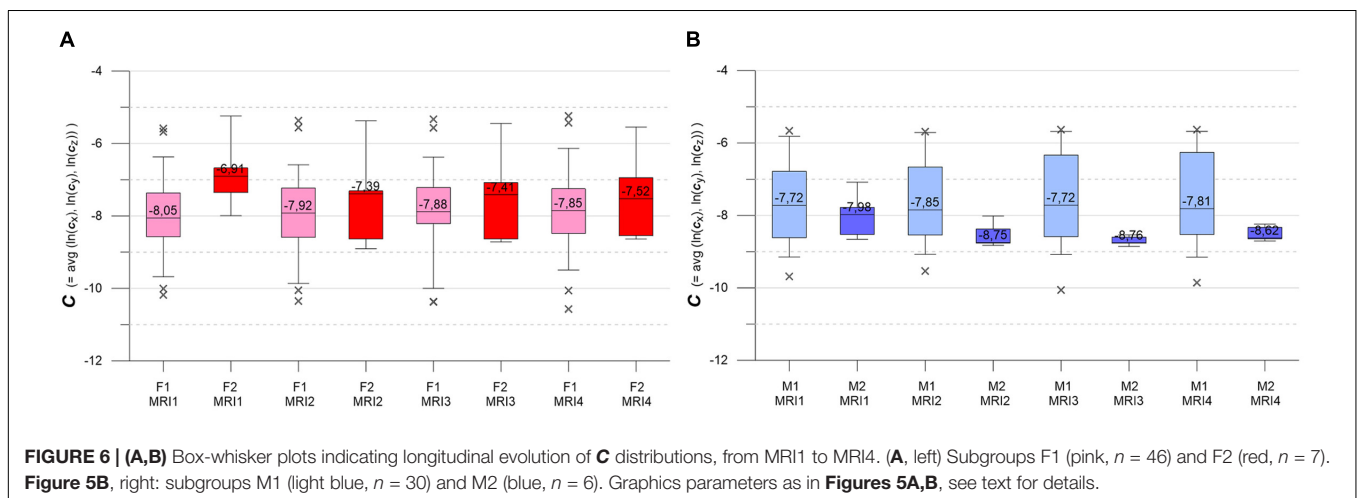 A
B
-4
-6
-8
-10
-12
C (= avg (ln(cx), ln(cy), ln(cz)) )
-8,05
-6,91
-7,92
-7,39
-7,88
-7,41
-7,85
-7,52
F1 F2 F1 F2 F1 F2 F1 F2
MRI1 MRI1 MRI2 MRI2 MRI3 MRI3 MRI4 MRI4
-4
-6
-8
-10
-12
C (= avg (ln(cx), ln(cy), ln(cz)) )
-7,72
-7,98
-7,85
-8,75
-7,72
-8,76
-7,81
-8,62
M1 M2 M1 M2 M1 M2 M1 M2
MRI1 MRI1 MRI2 MRI2 MRI3 MRI3 MRI4 MRI4
FIGURE 6 | (A,B) Box-whisker plots indicating longitudinal evolution of C distributions, from MRI1 to MRI4. (A, left) Subgroups F1 (pink, n = 46) and F2 (red, n = 7).
Figure 5B, right: subgroups M1 (light blue, n = 30) and M2 (blue, n = 6). Graphics parameters as in Figures 5A,B, see text for details.